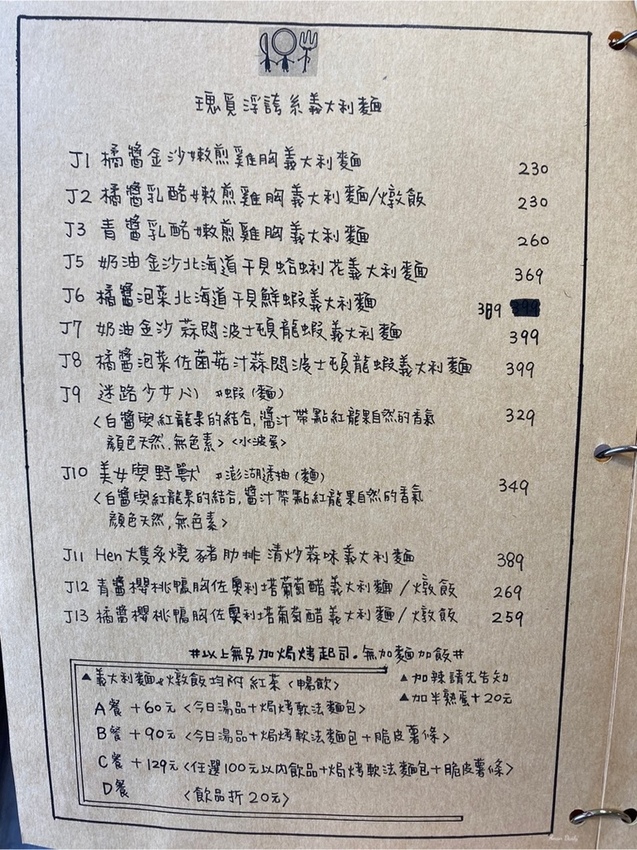 瑰覓浮誇系義大利麵
J1 橘醬金沙嫩煎雞胸義大利麵 230
J2 橘醬乳酪嫩煎雞胸義大利麵/燉飯 230
J3 青醬乳酪嫩煎雞胸義大利麵 260
J5 奶油金沙北海道干貝蛤蜊花義大利麵 369
J6 橘醬泡菜北海道干貝鮮蝦義大利麵 389
J7 奶油金沙蒜悶波士頓龍蝦義大利麵 399
J8 橘醬泡菜佐菌菇汁蒜悶波士頓龍蝦義大利麵 399
J9 迷路少女心 #蝦(麵) 329
<白醬與紅龍果的結合,醬汁帶點紅龍果自然的香氣
顏色天然.無色素> <水波蛋>
J10 美女與野獸 #澎湖透抽(麵) 349
<白醬與紅龍果的結合,醬汁帶點紅龍果自然的香氣
顏色天然,無色素>
J11 Hen大隻炙燒豬肋排清炒蒜味義大利麵 389
J12 青醬櫻桃鴨胸佐奧利塔葡萄醋義大利麵/燉飯 269
J13 橘醬櫻桃鴨胸佐奧利塔葡萄醋義大利麵/燉飯 259
#以上無另加焗烤起司.無加麵加飯#
▲義大利麵&燉飯均附紅茶<暢飲> ▲加辣請先告知
▲加半熟蛋+20元
A餐 +60元<今日湯品+焗烤軟法麵包>
B餐 +90元<今日湯品+焗烤軟法麵包+脆皮薯條>
C餐 +129元<任選100元以內飲品+焗烤軟法麵包+脆皮薯條>
D餐 <飲品折20元>